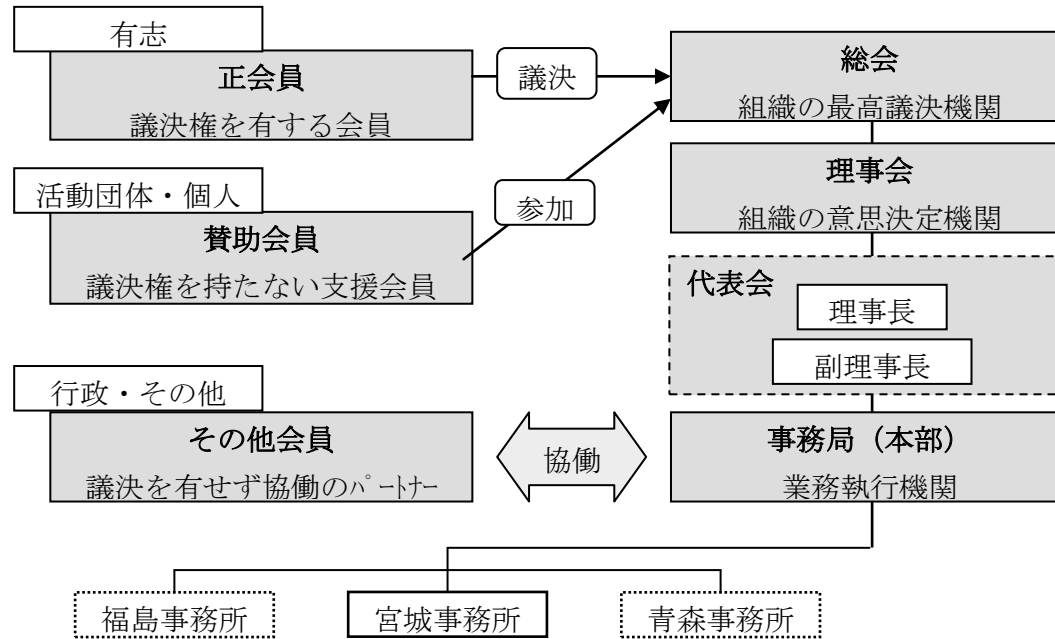 有志
正会員
議決権を有する会員
議決
総会
組織の最高議決機関
活動団体・個人
賛助会員
議決権を持たない支援会員
参加
理事会
組織の意思決定機関
代表会
理事長
副理事長
行政・その他
その他会員
議決を有せず協働のﾊﾟｰﾄﾅｰ
協働
事務局（本部）
業務執行機関
福島事務所
宮城事務所
青森事務所